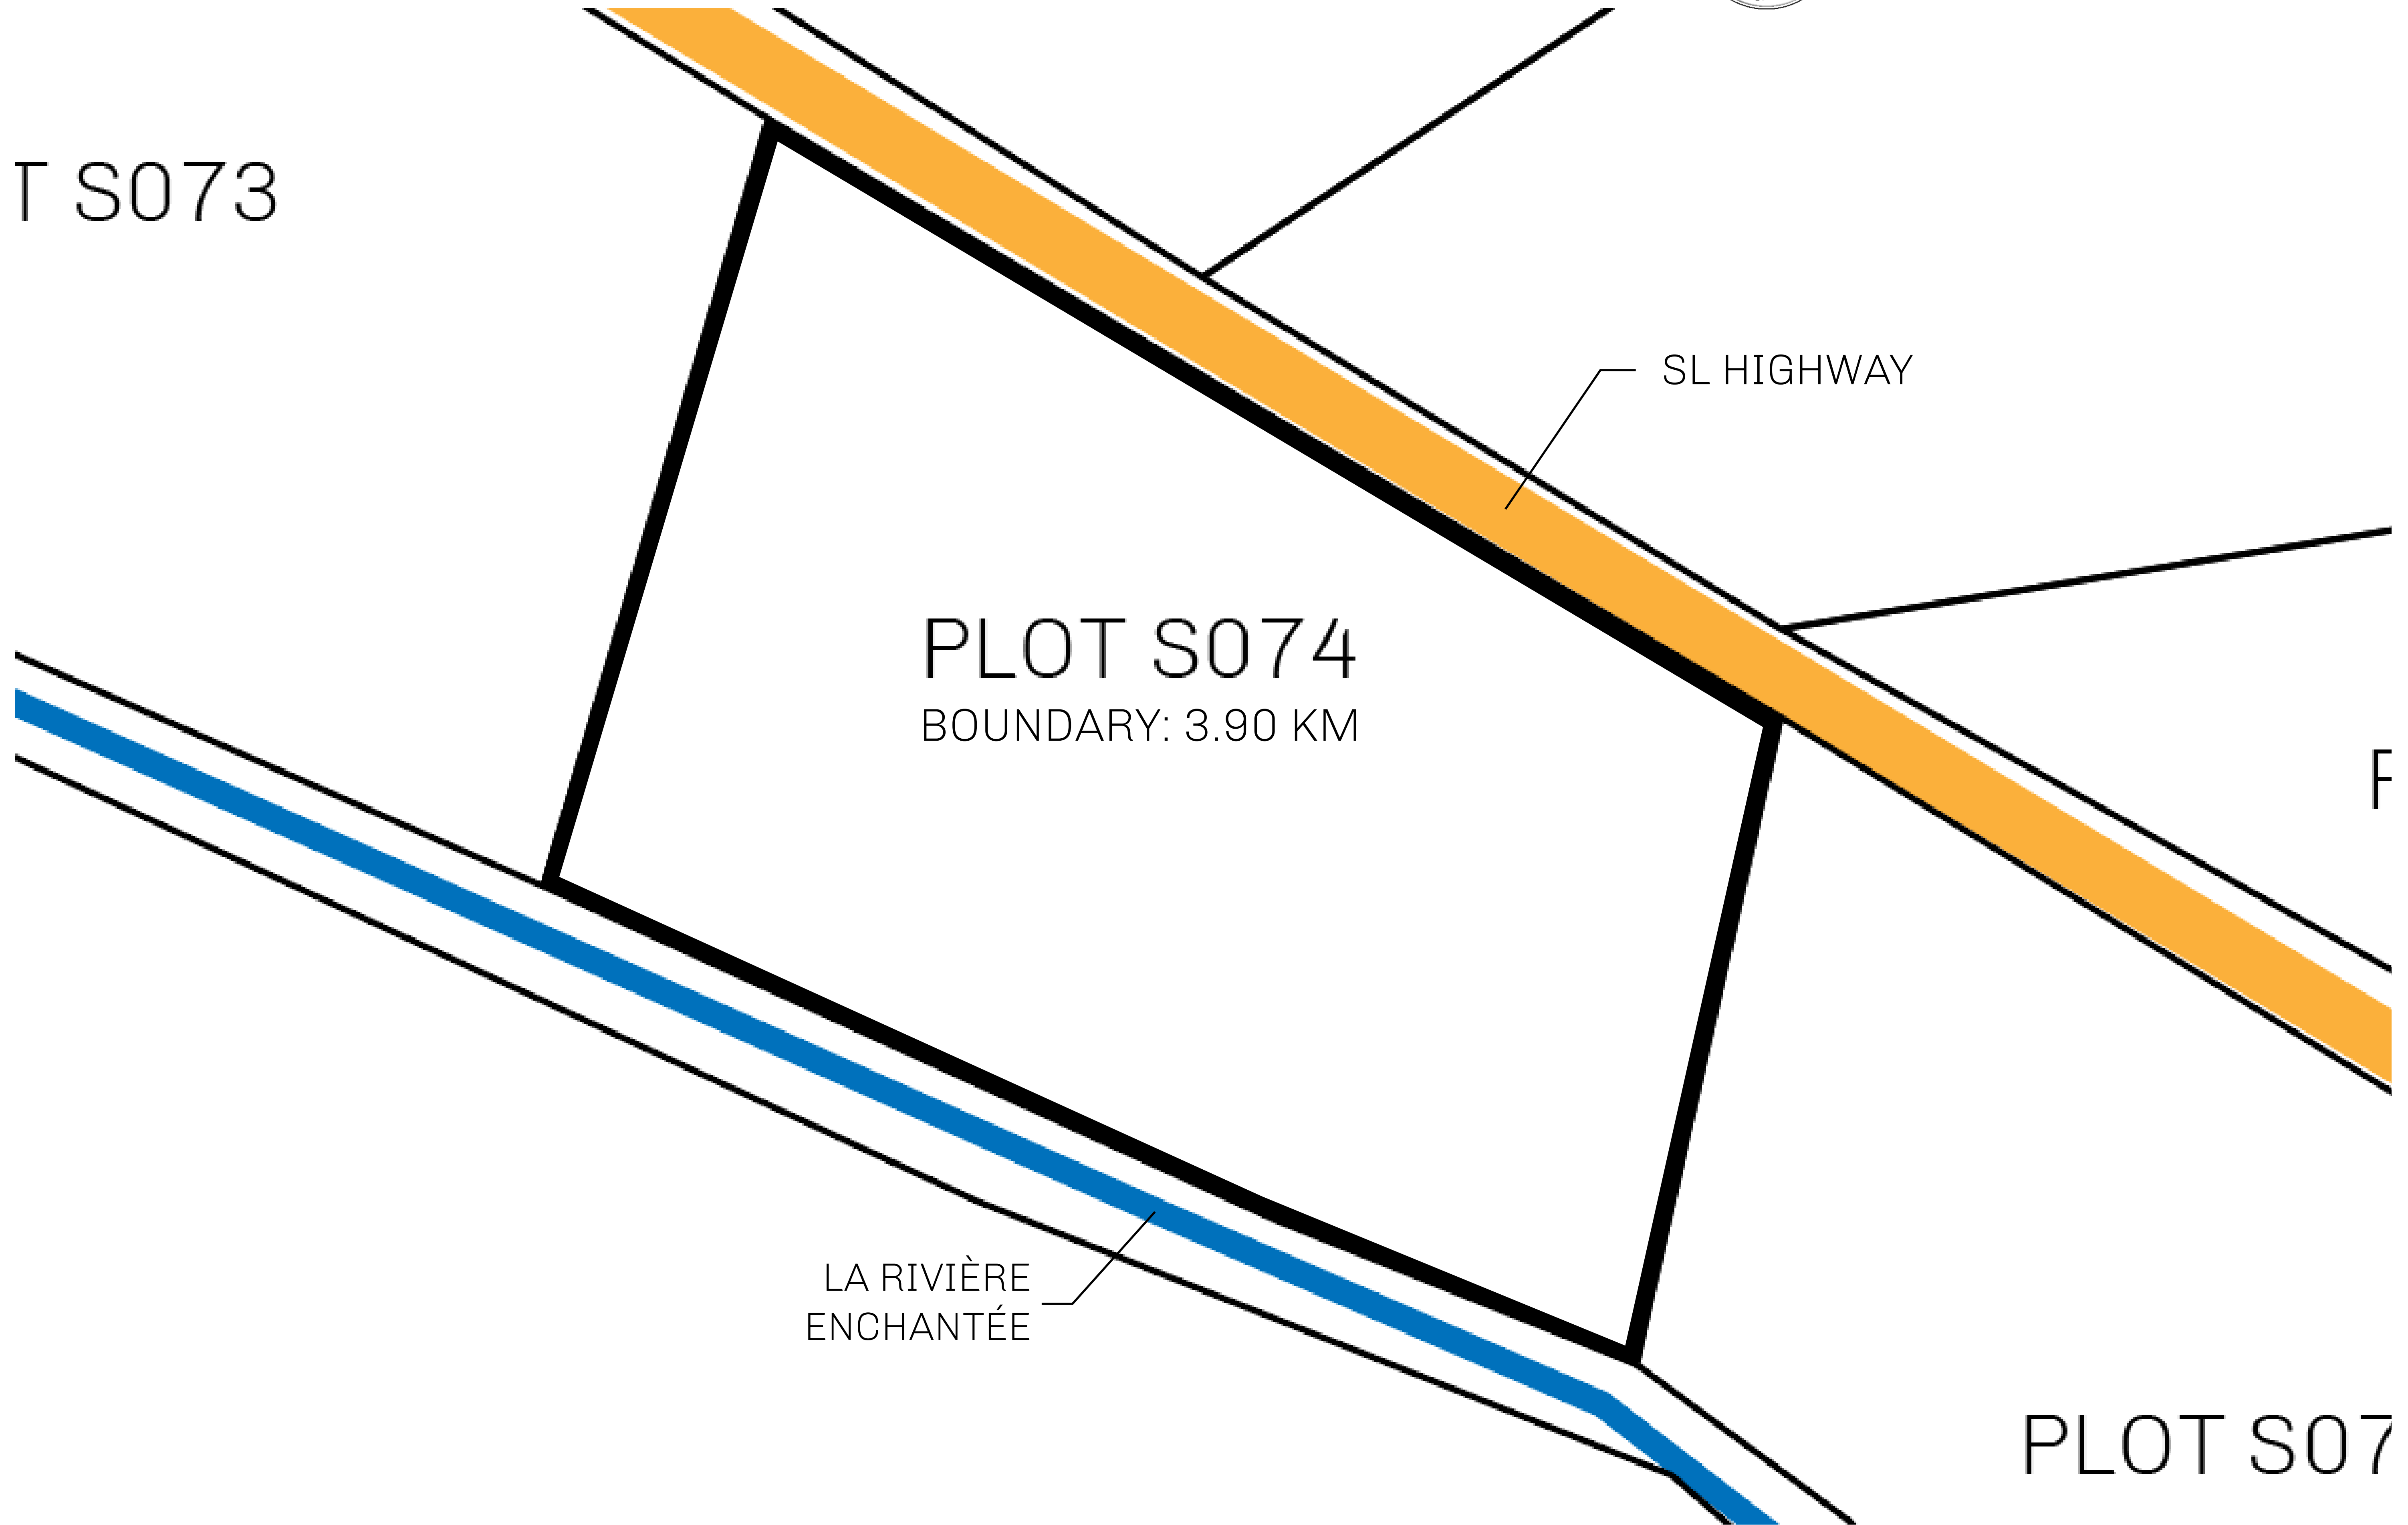 T S073
SL HIGHWAY
PLOT S074
BOUNDARY: 3.90 KM
LA RIVIÈRE
ENCHANTÉE
PLOT S07